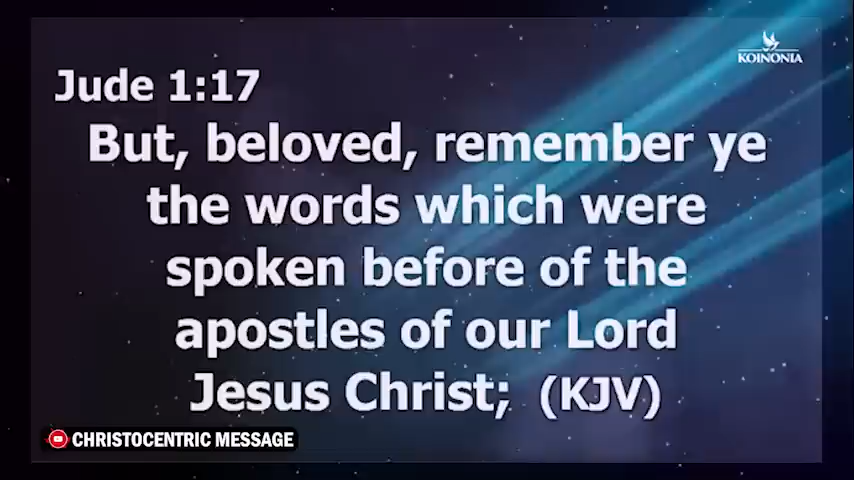 KOINONIA
Jude 1:17
But, beloved, remember ye
the words which were
spoken before of the
apostles of our Lord
Jesus Christ; (KJV)
CHRISTOCENTRIC MESSAGE